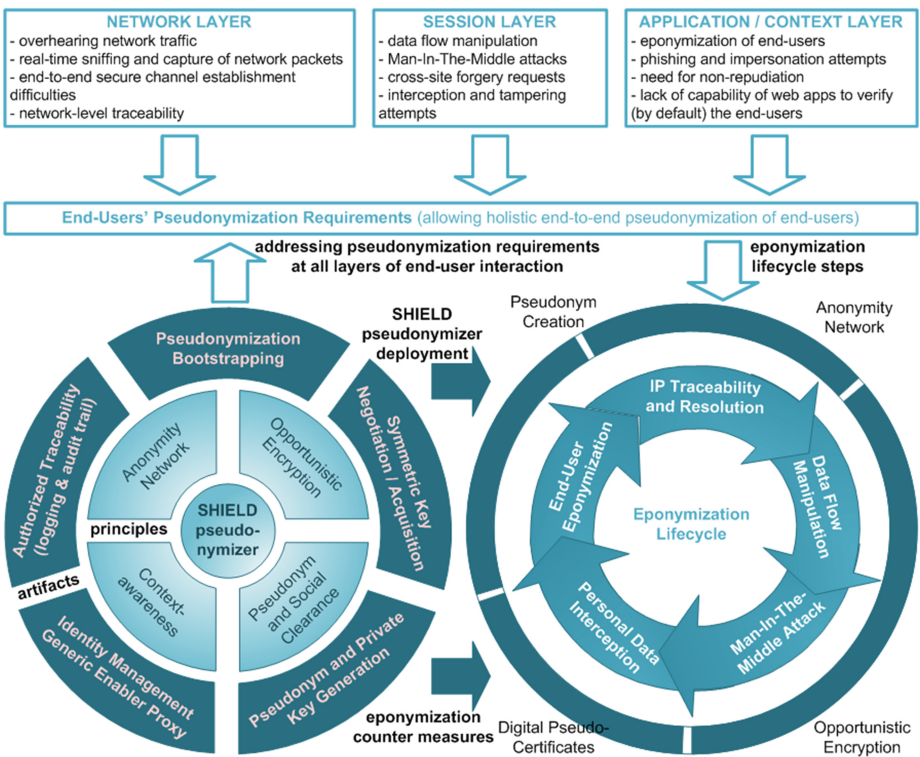 NETWORK LAYER
- overhearing network traffic
- real-time sniffing and capture of network packets
- end-to-end secure channel establishment
difficulties
- network-level traceability
SESSION LAYER
- data flow manipulation
- Man-In-The-Middle attacks
- cross-site forgery requests
- interception and tampering
attempts
APPLICATION / CONTEXT LAYER
- eponymization of end-users
- phishing and impersonation attempts
- need for non-repudiation
- lack of capability of web apps to verify
(by default) the end-users
End-Users' Pseudonymization Requirements (allowing holistic end-to-end pseudonymization of end-users)
addressing pseudonymization requirements
at all layers of end-user interaction
eponymization
lifecycle steps
Pseudonymization
Bootstrapping
Symmetric Key
Negotiation / Acquisition
Pseudonym and Private
Key Generation
Identity Management
Generic Enabler Proxy
Authorized Traceability
(logging & audit trail)
Anonymity
Network
Opportunistic
Encryption
Pseudonym
and Social
Clearance
Context-
awareness
SHIELD
pseudo-
nymizer
principles
artifacts
SHIELD
pseudonymizer
deployment
eponymization
counter measures
Pseudonym
Creation
Anonymity
Network
Opportunistic
Encryption
Digital Pseudo-
Certificates
IP Traceability
and Resolution
Data Flow
Manipulation
Man-In-The-
Middle Attack
Personal Data
Interception
End-User
Eponymization
Eponymization
Lifecycle